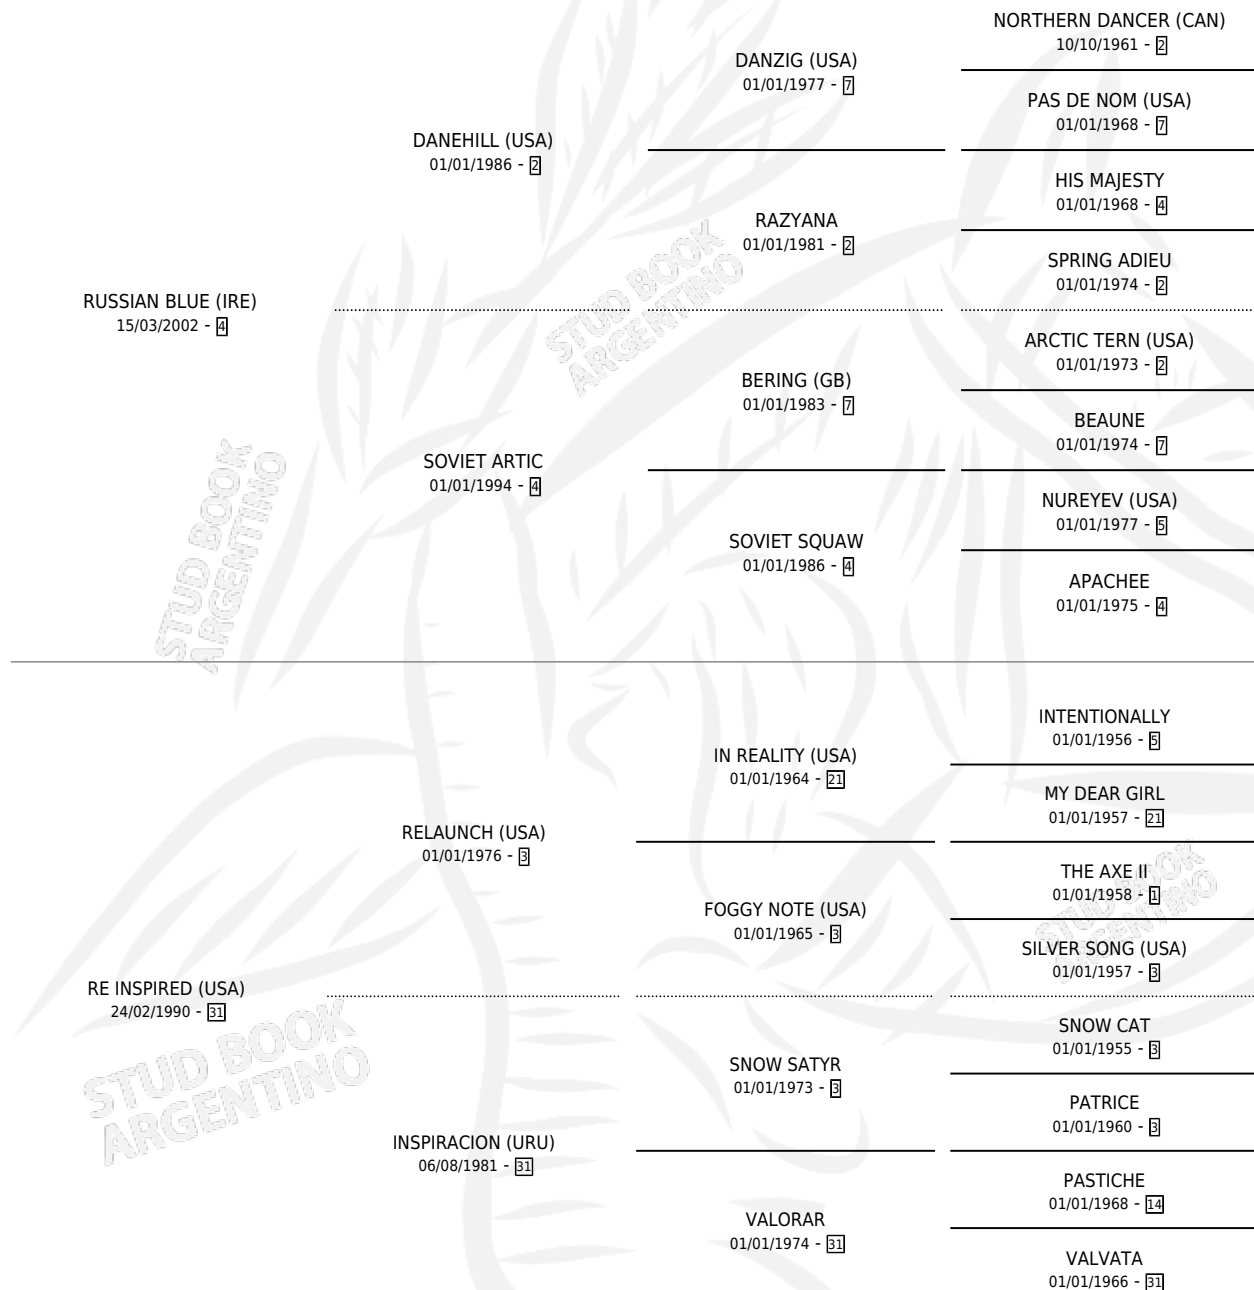 NORTHERN DANCER (CAN)
10/10/1961 - 2
DANZIG (USA)
01/01/1977 - 7
PAS DE NOM (USA)
01/01/1968 - 7
DANEHILL (USA)
01/01/1986 - 2
HIS MAJESTY
01/01/1968 - 4
RAZYANA
01/01/1981 - 2
SPRING ADIEU
01/01/1974 - 2
RUSSIAN BLUE (IRE)
15/03/2002 - 4
ARCTIC TERN (USA)
01/01/1973 - 2
BERING (GB)
01/01/1983 - 7
BEAUNE
01/01/1974 - 7
SOVIET ARTIC
01/01/1994 - 4
NUREYEV (USA)
01/01/1977 - 5
SOVIET SQUAW
01/01/1986 - 4
APACHEE
01/01/1975 - 4
INTENTIONALLY
01/01/1956 - 5
IN REALITY (USA)
01/01/1964 - 21
MY DEAR GIRL
01/01/1957 - 21
RELAUNCH (USA)
01/01/1976 - 3
THE AXE II
01/01/1958 - 1
FOGGY NOTE (USA)
01/01/1965 - 3
SILVER SONG (USA)
01/01/1957 - 3
RE INSPIRED (USA)
24/02/1990 - 31
SNOW CAT
01/01/1955 - 3
SNOW SATYR
01/01/1973 - 3
PATRICE
01/01/1960 - 3
INSPIRACION (URU)
06/08/1981 - 31
PASTICHE
01/01/1968 - 14
VALORAR
01/01/1974 - 31
VALVATA
01/01/1966 - 31
STUD BOOK
ARGENTINO
STUD BOOK
ARGENTINO
STUD BOOK
ARGENTINO
STUD BOOK
ARGENTINO